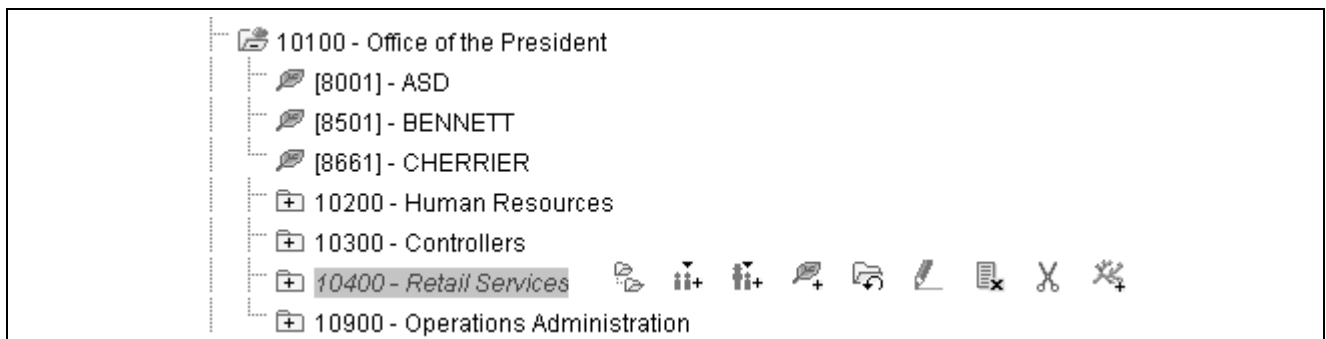 10100 - Office of the President
[8001] - ASD
[8501] - BENNETT
[8661] - CHERRIER
10200 - Human Resources
10300 - Controllers
10400 - Retail Services
10900 - Operations Administration